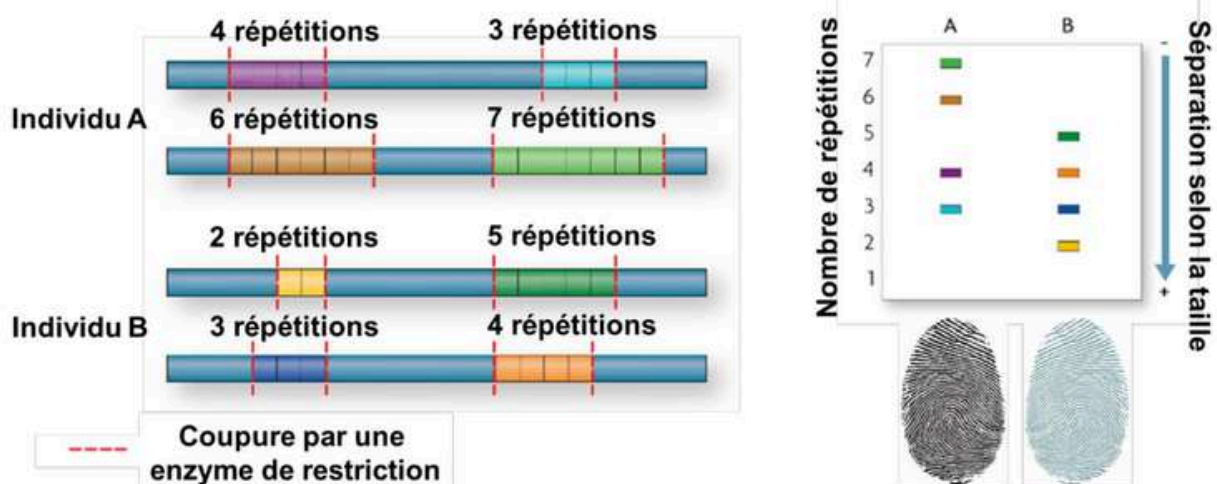 4 répétitions
3 répétitions
Individu A
6 répétitions
7 répétitions
2 répétitions
5 répétitions
Individu B
3 répétitions
4 répétitions
Coupure par une
enzyme de restriction
Nombre de répétitions
A
B
7
6
5
4
3
2
1
-
+
Séparation selon la taille